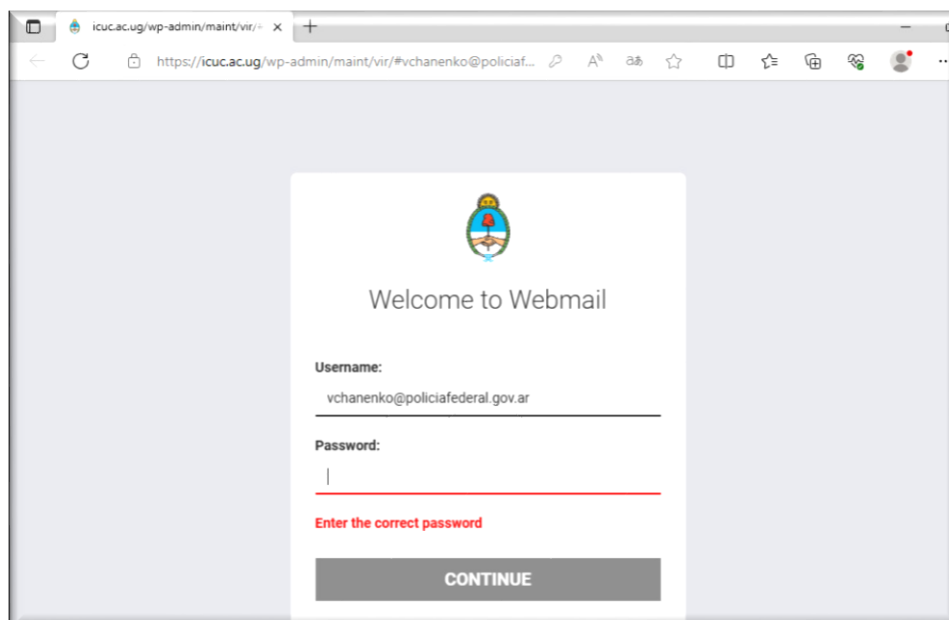 icuc.ac.ug/wp-admin/maint/vir/
https://icuc.ac.ug/wp-admin/maint/vir/#vchanenko@policiaf...
Welcome to Webmail
Username:
vchanenko@policiafederal.gov.ar
Password:
Enter the correct password
CONTINUE